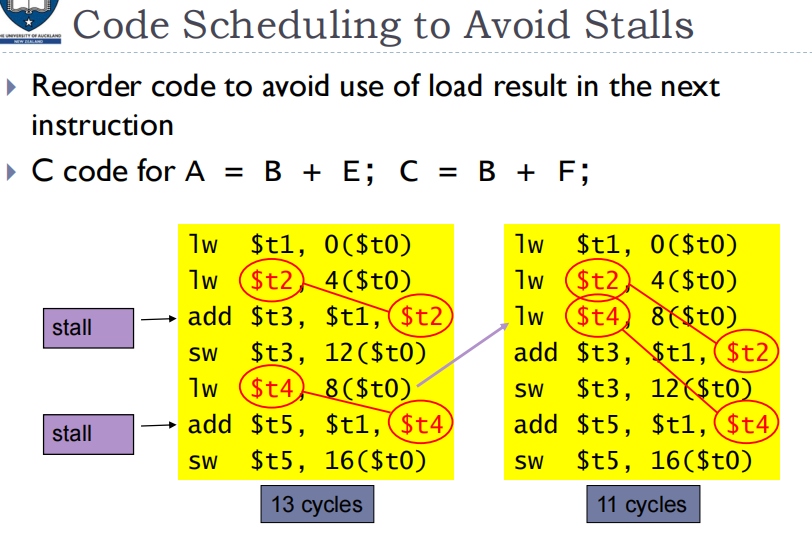 THE UNIVERSITY OF AUCKLAND
NEW ZEALAND
Code Scheduling to Avoid Stalls
Reorder code to avoid use of load result in the next
instruction
C code for A = B + E; C = B + F;
lw $t1, 0($t0)
lw $t2, 4($t0)
stall
add $t3, $t1, $t2
sw $t3, 12($t0)
lw $t4, 8($t0)
stall
add $t5, $t1, $t4
sw $t5, 16($t0)
13 cycles
lw $t1, 0($t0)
lw $t2, 4($t0)
lw $t4, 8($t0)
add $t3, $t1, $t2
sw $t3, 12($t0)
add $t5, $t1, $t4
sw $t5, 16($t0)
11 cycles